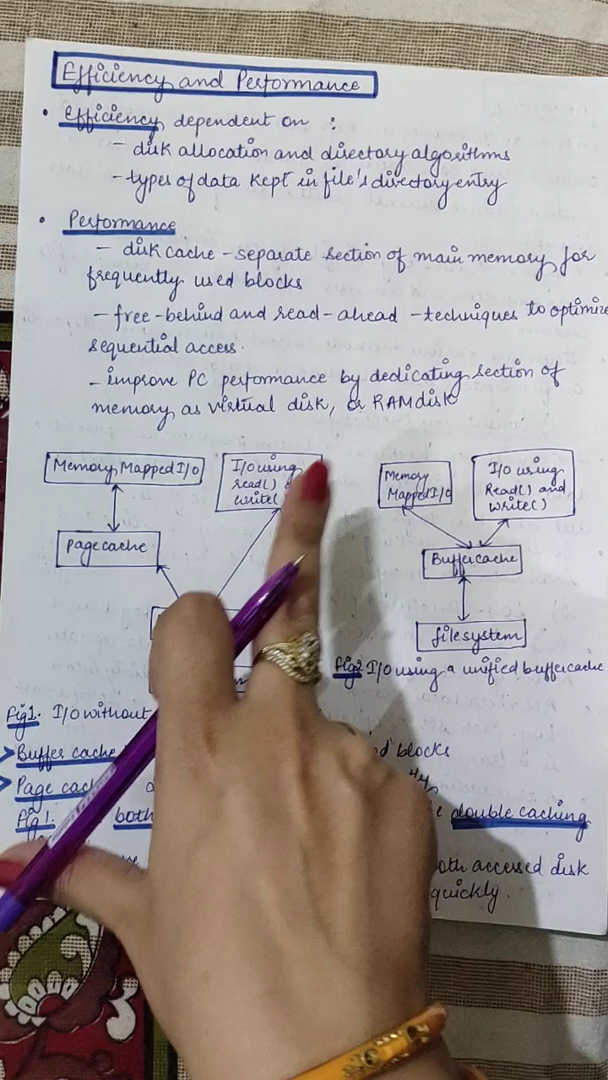 Efficiency and Performance
• Efficiency dependent on :
– disk allocation and directory algorithms
– types of data kept in file's directory entry
• Performance
– disk cache – separate section of main memory for
frequently used blocks
– free-behind and read-ahead – techniques to optimize
sequential access.
– improve PC performance by dedicating section of
memory as virtual disk, or RAM disk
Memory Mapped I/O
I/O using
read()
write(
Page cache
Memory
Mapped I/O
I/O using
Read() and
Write()
Buffer cache
filesystem
Fig2 I/O using a unified buffer cache
Fig1. I/O without
Buffer cache
blocks
Page
Fig1.
both
double caching
both accessed disk
quickly.